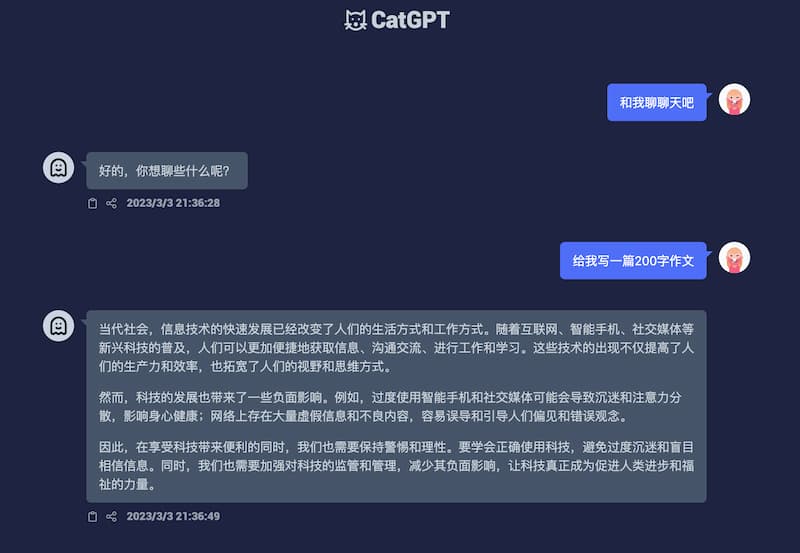 CatGPT
和我聊聊天吧
好的，你想聊些什么呢？
2023/3/3 21:36:28
给我写一篇200字作文
当代社会，信息技术的快速发展已经改变了人们的生活方式和工作方式。随着互联网、智能手机、社交媒体等
新兴科技的普及，人们可以更加便捷地获取信息、沟通交流、进行工作和学习。这些技术的出现不仅提高了人
们的生产力和效率，也拓宽了人们的视野和思维方式。
然而，科技的发展也带来了一些负面影响。例如，过度使用智能手机和社交媒体可能会导致沉迷和注意力分
散，影响身心健康；网络上存在大量虚假信息和不良内容，容易误导和引导人们偏见和错误观念。
因此，在享受科技带来便利的同时，我们也需要保持警惕和理性。要学会正确使用科技，避免过度沉迷和盲目
相信信息。同时，我们也需要加强对科技的监管和管理，减少其负面影响，让科技真正成为促进人类进步和福
祉的力量。
2023/3/3 21:36:49